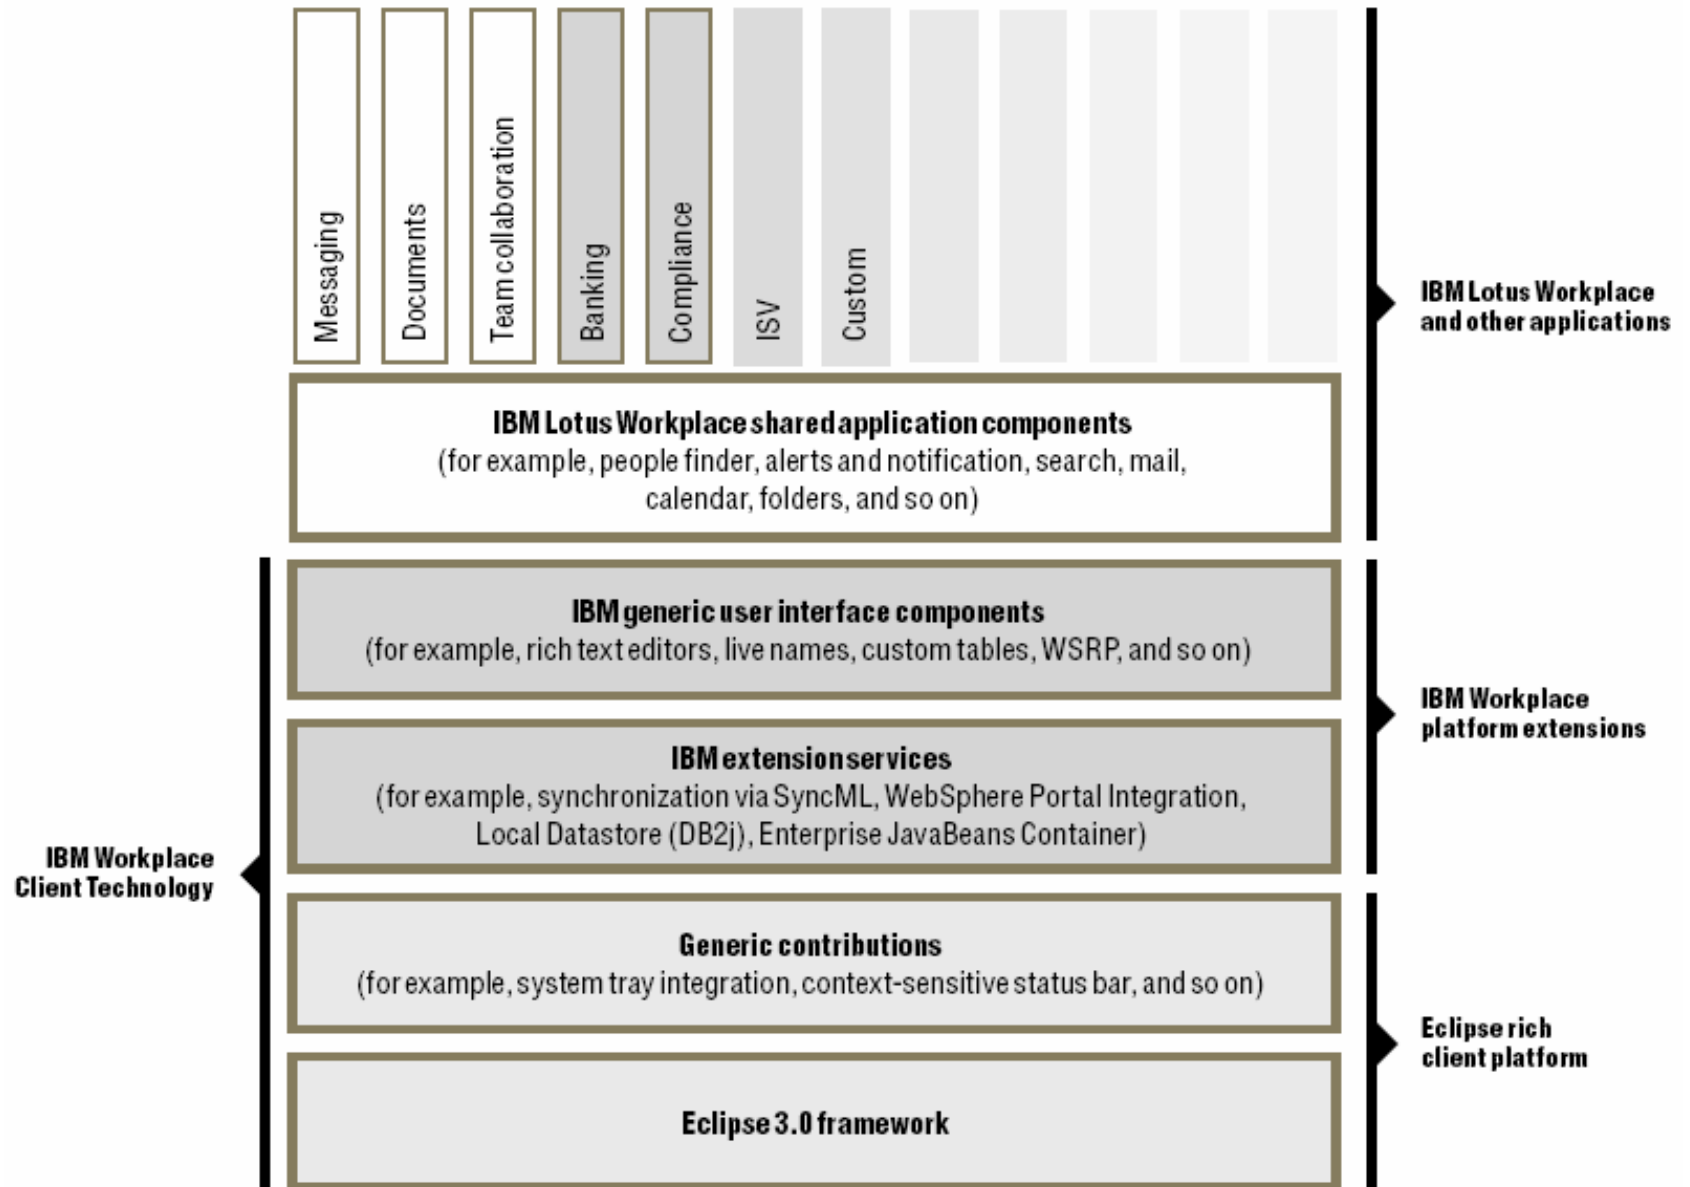 Messaging
Documents
Team collaboration
Banking
Compliance
ISV
Custom
IBM Lotus Workplace
and other applications
IBM Lotus Workplace shared application components
(for example, people finder, alerts and notification, search, mail,
calendar, folders, and so on)
IBM generic user interface components
(for example, rich text editors, live names, custom tables, WSRP, and so on)
IBM Workplace
platform extensions
IBM extension services
(for example, synchronization via SyncML, WebSphere Portal Integration,
Local Datastore (DB2j), Enterprise JavaBeans Container)
IBM Workplace
Client Technology
Generic contributions
(for example, system tray integration, context-sensitive status bar, and so on)
Eclipse rich
client platform
Eclipse 3.0 framework